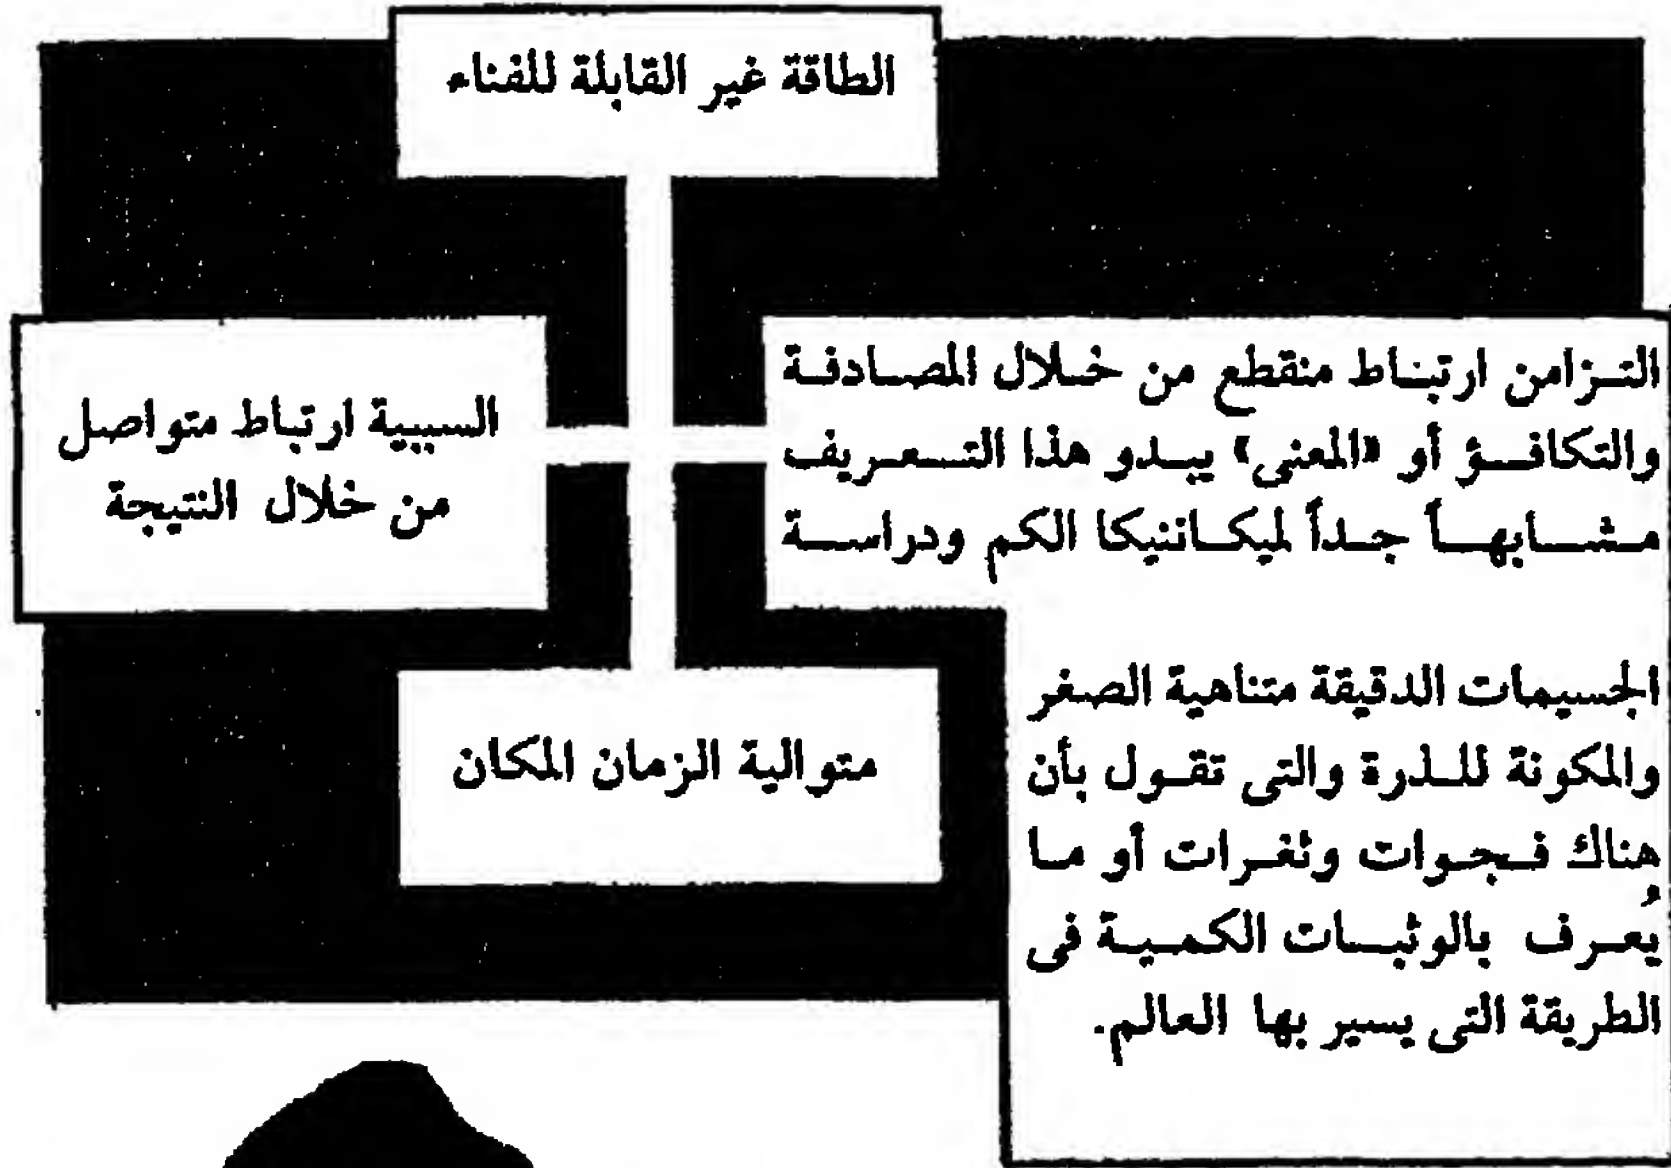 الطاقة غير القابلة للفناء
التزامن ارتباط منقطع من خلال المصادفة
والتكافؤ أو «المعنى» يبدو هذا التعريف
مشابهاً جداً لميكاننيكا الكم ودراسة
الجسيمات الدقيقة متناهية الصغر
والمكونة للذرة والتى تقول بأن
هناك فجوات وثغرات أو ما
يُعرف بالوثبات الكمية فى
الطريقة التى يسير بها العالم.
السببية ارتباط متواصل
من خلال النتيجة
متوالية الزمان المكان